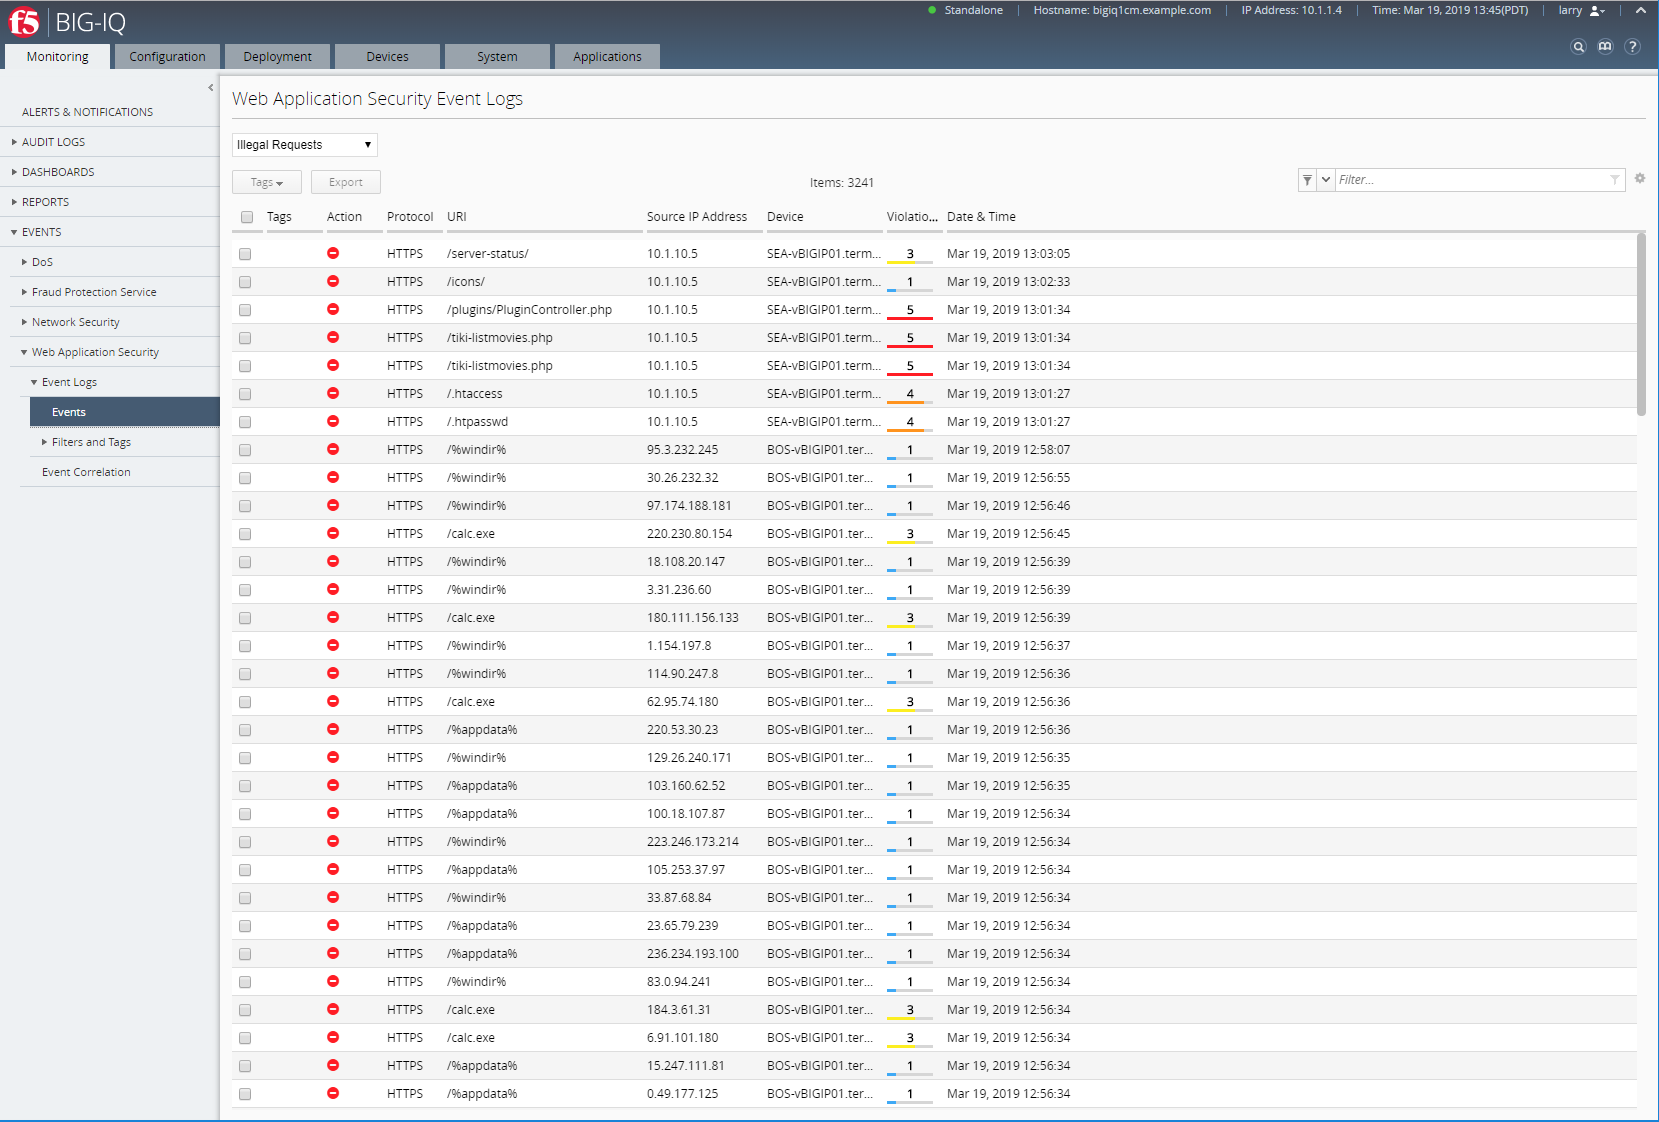 Standalone Hostname: bigiq1cm.example.com IP Address: 10.1.1.4 Time: Mar 19, 2019 13:45(PDT) larry
f5 BIG-IQ
Monitoring Configuration Deployment Devices System Applications
ALERTS & NOTIFICATIONS
AUDIT LOGS
DASHBOARDS
REPORTS
EVENTS
DoS
Fraud Protection Service
Network Security
Web Application Security
Event Logs
Events
Filters and Tags
Event Correlation
Web Application Security Event Logs
Illegal Requests
Tags Export Items: 3241 Filter...
Tags Action Protocol URI Source IP Address Device Violatio... Date & Time
HTTPS /server-status/ 10.1.10.5 SEA-vBIGIP01.term... 3 Mar 19, 2019 13:03:05
HTTPS /icons/ 10.1.10.5 SEA-vBIGIP01.term... 1 Mar 19, 2019 13:02:33
HTTPS /plugins/PluginController.php 10.1.10.5 SEA-vBIGIP01.term... 5 Mar 19, 2019 13:01:34
HTTPS /tiki-listmovies.php 10.1.10.5 SEA-vBIGIP01.term... 5 Mar 19, 2019 13:01:34
HTTPS /tiki-listmovies.php 10.1.10.5 SEA-vBIGIP01.term... 5 Mar 19, 2019 13:01:34
HTTPS /.htaccess 10.1.10.5 SEA-vBIGIP01.term... 4 Mar 19, 2019 13:01:27
HTTPS /.htpasswd 10.1.10.5 SEA-vBIGIP01.term... 4 Mar 19, 2019 13:01:27
HTTPS /%windir% 95.3.232.245 BOS-vBIGIP01.ter... 1 Mar 19, 2019 12:58:07
HTTPS /%windir% 30.26.232.32 BOS-vBIGIP01.ter... 1 Mar 19, 2019 12:56:55
HTTPS /%windir% 97.174.188.181 BOS-vBIGIP01.ter... 1 Mar 19, 2019 12:56:46
HTTPS /calc.exe 220.230.80.154 BOS-vBIGIP01.ter... 3 Mar 19, 2019 12:56:45
HTTPS /%windir% 18.108.20.147 BOS-vBIGIP01.ter... 1 Mar 19, 2019 12:56:39
HTTPS /%windir% 3.31.236.60 BOS-vBIGIP01.ter... 1 Mar 19, 2019 12:56:39
HTTPS /calc.exe 180.111.156.133 BOS-vBIGIP01.ter... 3 Mar 19, 2019 12:56:39
HTTPS /%windir% 1.154.197.8 BOS-vBIGIP01.ter... 1 Mar 19, 2019 12:56:37
HTTPS /%windir% 114.90.247.8 BOS-vBIGIP01.ter... 1 Mar 19, 2019 12:56:36
HTTPS /calc.exe 62.95.74.180 BOS-vBIGIP01.ter... 3 Mar 19, 2019 12:56:36
HTTPS /%appdata% 220.53.30.23 BOS-vBIGIP01.ter... 1 Mar 19, 2019 12:56:36
HTTPS /%windir% 129.26.240.171 BOS-vBIGIP01.ter... 1 Mar 19, 2019 12:56:35
HTTPS /%appdata% 103.160.62.52 BOS-vBIGIP01.ter... 1 Mar 19, 2019 12:56:35
HTTPS /%appdata% 100.18.107.87 BOS-vBIGIP01.ter... 1 Mar 19, 2019 12:56:34
HTTPS /%windir% 223.246.173.214 BOS-vBIGIP01.ter... 1 Mar 19, 2019 12:56:34
HTTPS /%appdata% 105.253.37.97 BOS-vBIGIP01.ter... 1 Mar 19, 2019 12:56:34
HTTPS /%windir% 33.87.68.84 BOS-vBIGIP01.ter... 1 Mar 19, 2019 12:56:34
HTTPS /%appdata% 23.65.79.239 BOS-vBIGIP01.ter... 1 Mar 19, 2019 12:56:34
HTTPS /%appdata% 236.234.193.100 BOS-vBIGIP01.ter... 1 Mar 19, 2019 12:56:34
HTTPS /%windir% 83.0.94.241 BOS-vBIGIP01.ter... 1 Mar 19, 2019 12:56:34
HTTPS /calc.exe 184.3.61.31 BOS-vBIGIP01.ter... 3 Mar 19, 2019 12:56:34
HTTPS /calc.exe 6.91.101.180 BOS-vBIGIP01.ter... 3 Mar 19, 2019 12:56:34
HTTPS /%appdata% 15.247.111.81 BOS-vBIGIP01.ter... 1 Mar 19, 2019 12:56:34
HTTPS /%appdata% 0.49.177.125 BOS-vBIGIP01.ter... 1 Mar 19, 2019 12:56:34